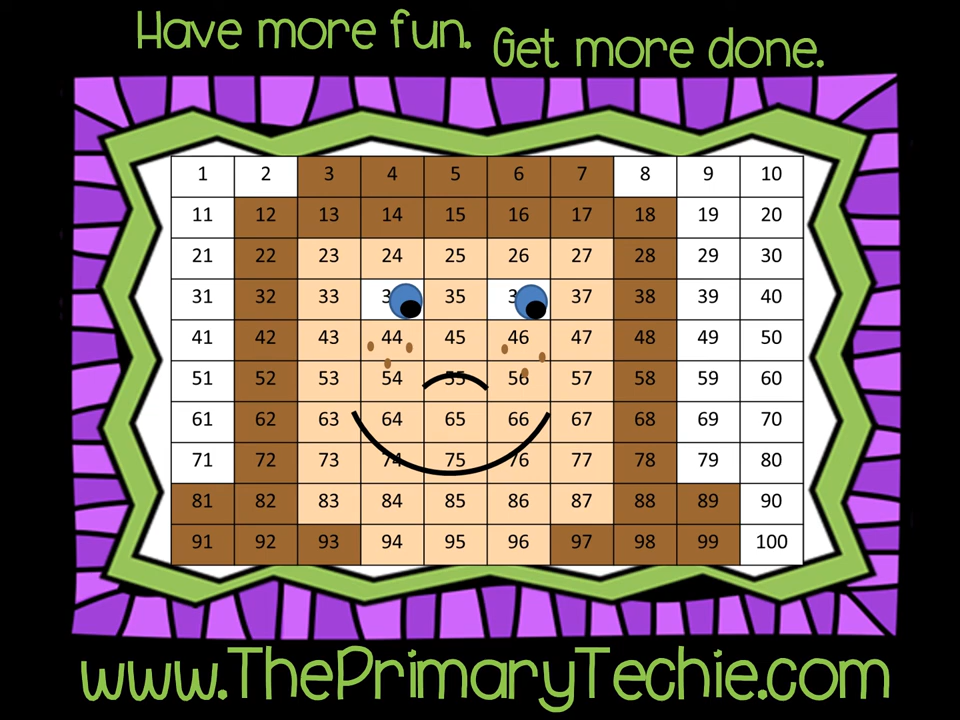 Have more fun. Get more done.
1 2 3 4 5 6 7 8 9 10
11 12 13 14 15 16 17 18 19 20
21 22 23 24 25 26 27 28 29 30
31 32 33 3 35 3 37 38 39 40
41 42 43 44 45 46 47 48 49 50
51 52 53 54 55 56 57 58 59 60
61 62 63 64 65 66 67 68 69 70
71 72 73 74 75 76 77 78 79 80
81 82 83 84 85 86 87 88 89 90
91 92 93 94 95 96 97 98 99 100
www.ThePrimaryTechie.com